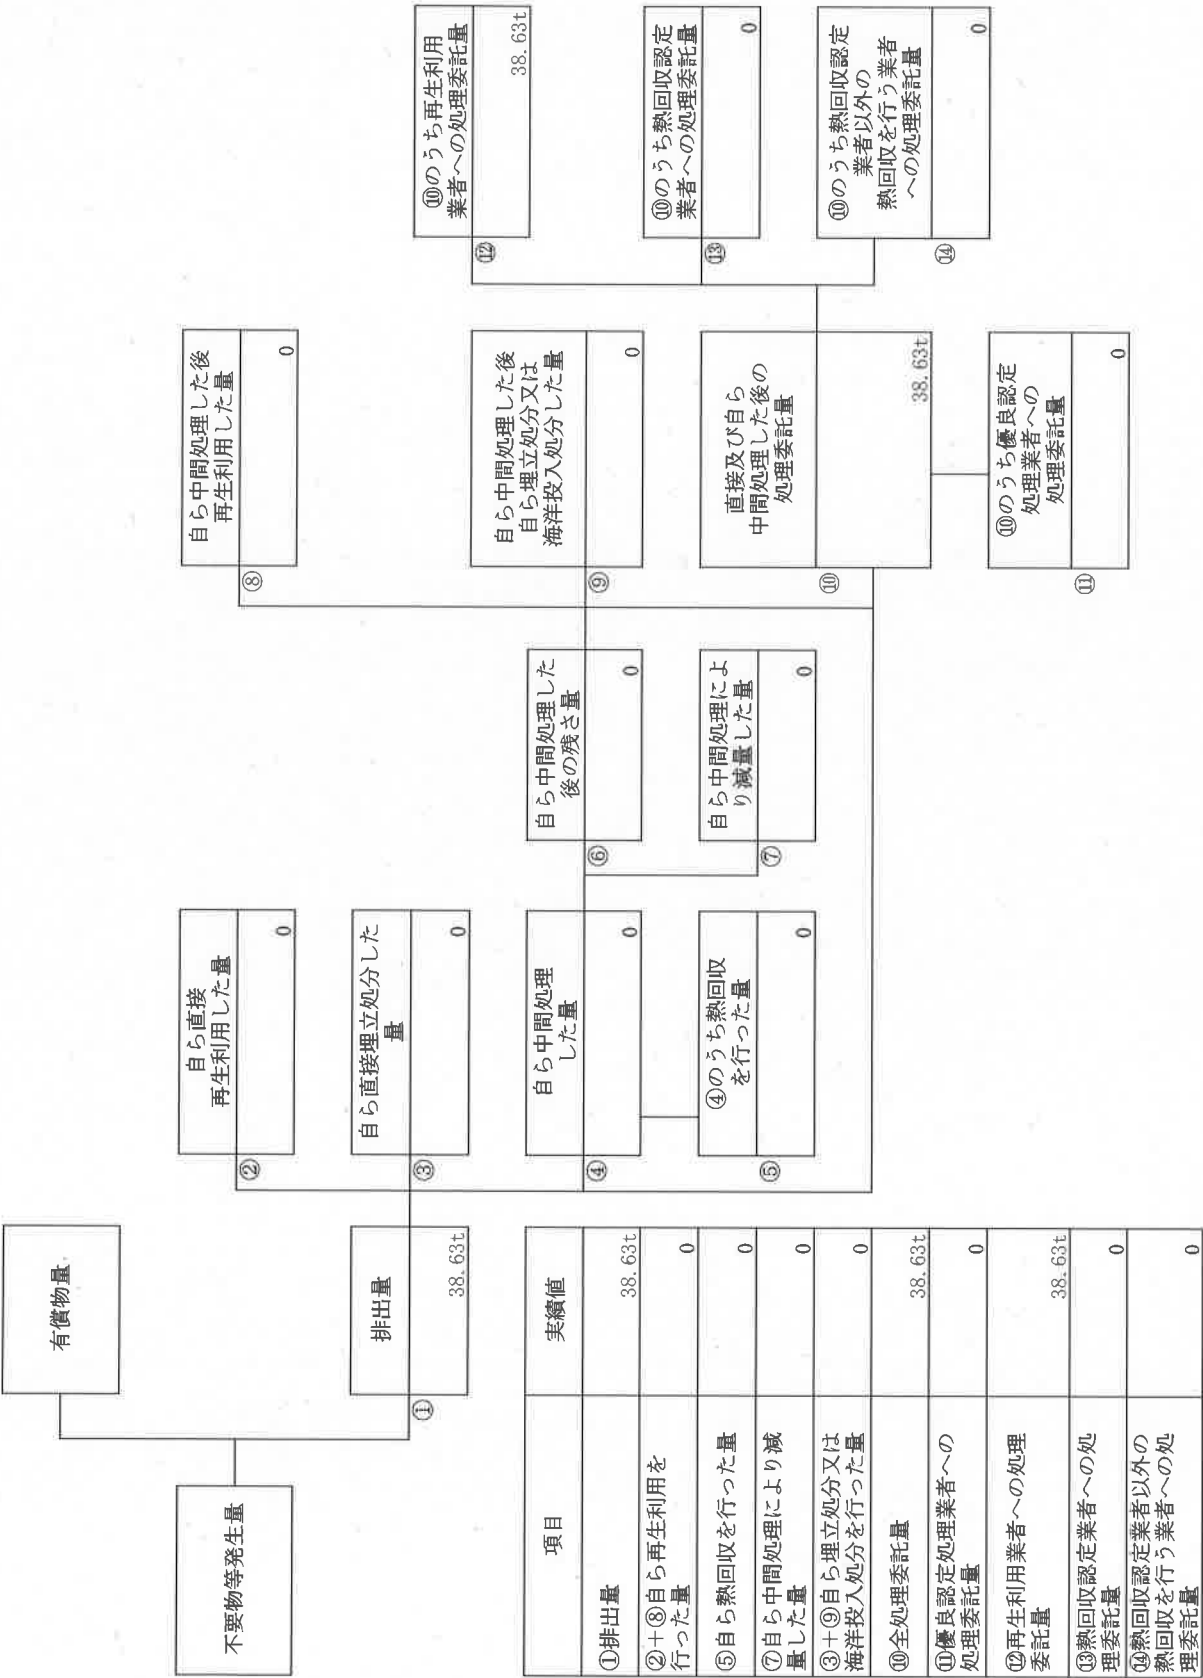 不要物等発生量
有償物量
排出量
①
38.63t
自ら直接
再生利用した量
②
0
自ら直接埋立処分した
量
③
0
自ら中間処理
した量
④
0
④のうち熱回収
を行った量
⑤
0
自ら中間処理した
後の残さ量
⑥
0
自ら中間処理によ
り減量した量
⑦
0
自ら中間処理した後
再生利用した量
⑧
0
自ら中間処理した後
自ら埋立処分又は
海洋投入処分した量
⑨
0
直接及び自ら
中間処理した後の
処理委託量
⑩
38.63t
⑩のうち優良認定
処理業者への
処理委託量
⑪
0
⑩のうち再生利用
業者への処理委託量
⑫
38.63t
⑩のうち熱回収認定
業者への処理委託量
⑬
0
⑩のうち熱回収認定
業者以外の
熱回収を行う業者
への処理委託量
⑭
0
項目 実績値
①排出量 38.63t
②+⑧自ら再生利用を
行った量 0
⑤自ら熱回収を行った量 0
⑦自ら中間処理により減
量した量 0
③+⑨自ら埋立処分又は
海洋投入処分を行った量 0
⑩全処理委託量 38.63t
⑪優良認定処理業者への
処理委託量 0
⑫再生利用業者への処理
委託量 38.63t
⑬熱回収認定業者への処
理委託量 0
⑭熱回収認定業者以外の
熱回収を行う業者への処
理委託量 0